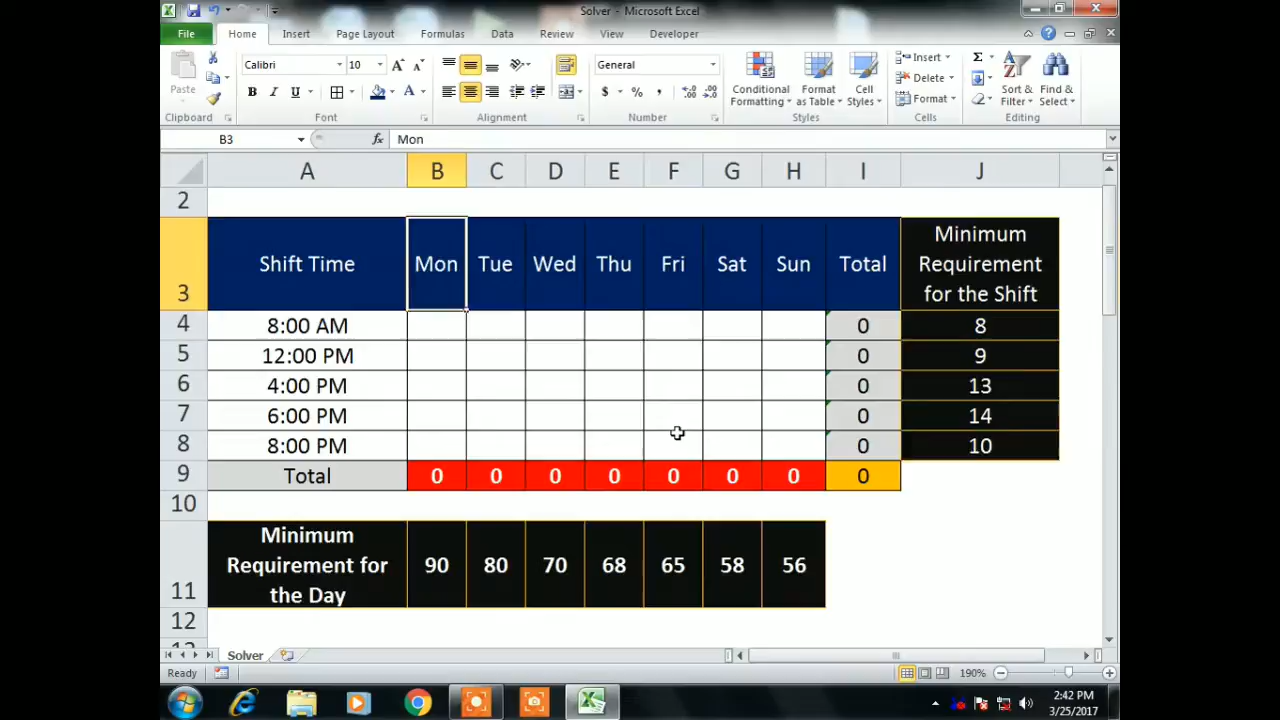 Solver - Microsoft Excel
File Home Insert Page Layout Formulas Data Review View Developer
Calibri 10 General
Paste B I U $ % , Σ
Conditional Formatting Format as Table Cell Styles
Insert
Delete
Format
Sort & Filter Find & Select
Clipboard Font Alignment Number Styles Cells Editing
B3 fx Mon
A B C D E F G H I J
2
3 Shift Time Mon Tue Wed Thu Fri Sat Sun Total Minimum Requirement for the Shift
4 8:00 AM 0 8
5 12:00 PM 0 9
6 4:00 PM 0 13
7 6:00 PM 0 14
8 8:00 PM 0 10
9 Total 0 0 0 0 0 0 0 0
10
11 Minimum Requirement for the Day 90 80 70 68 65 58 56
12
Solver
Ready 190%
2:42 PM
3/25/2017